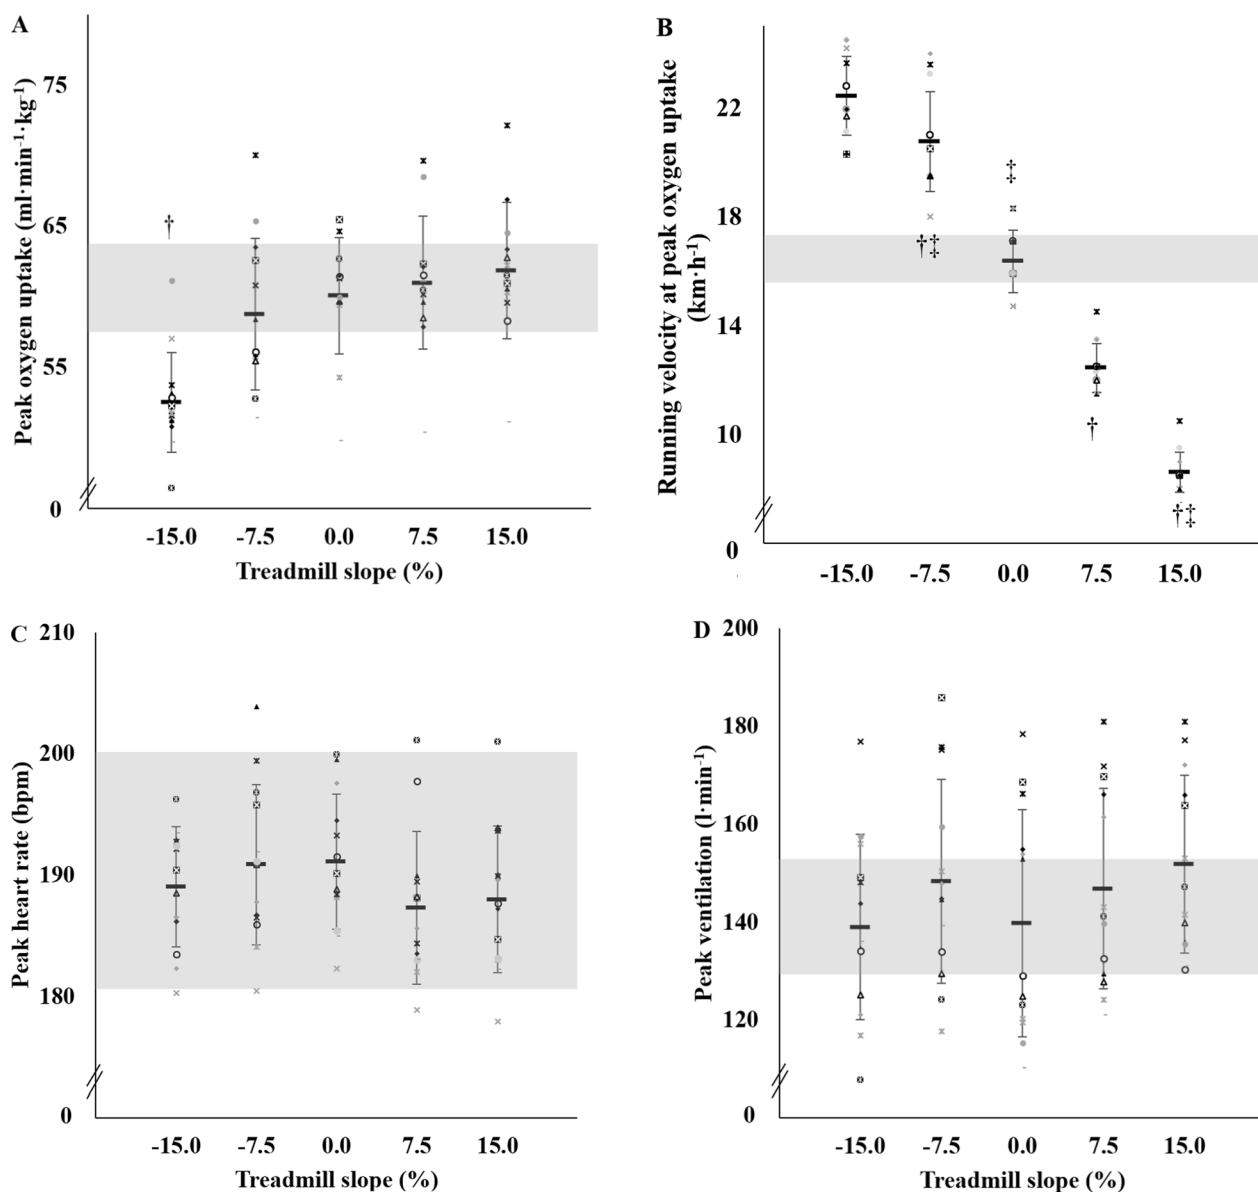 A
Peak oxygen uptake (ml·min⁻¹·kg⁻¹)
75
65
55
0
†
-15.0 -7.5 0.0 7.5 15.0
Treadmill slope (%)
B
Running velocity at peak oxygen uptake
(km·h⁻¹)
22
18
14
10
0
‡
†‡
†
†‡
-15.0 -7.5 0.0 7.5 15.0
C
Peak heart rate (bpm)
210
200
190
180
0
-15.0 -7.5 0.0 7.5 15.0
Treadmill slope (%)
D
Peak ventilation (l·min⁻¹)
200
180
160
140
120
0
-15.0 -7.5 0.0 7.5 15.0
Treadmill slope (%)